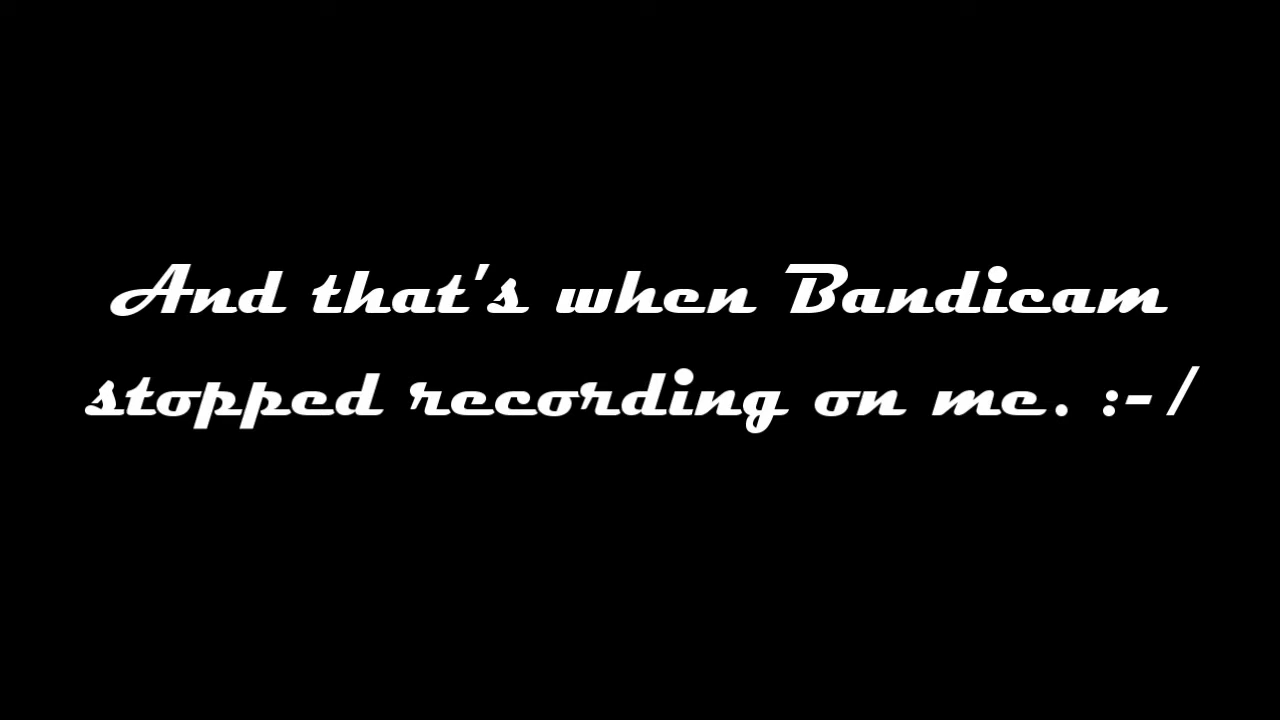 And that's when Bandicam
stopped recording on me. :-/